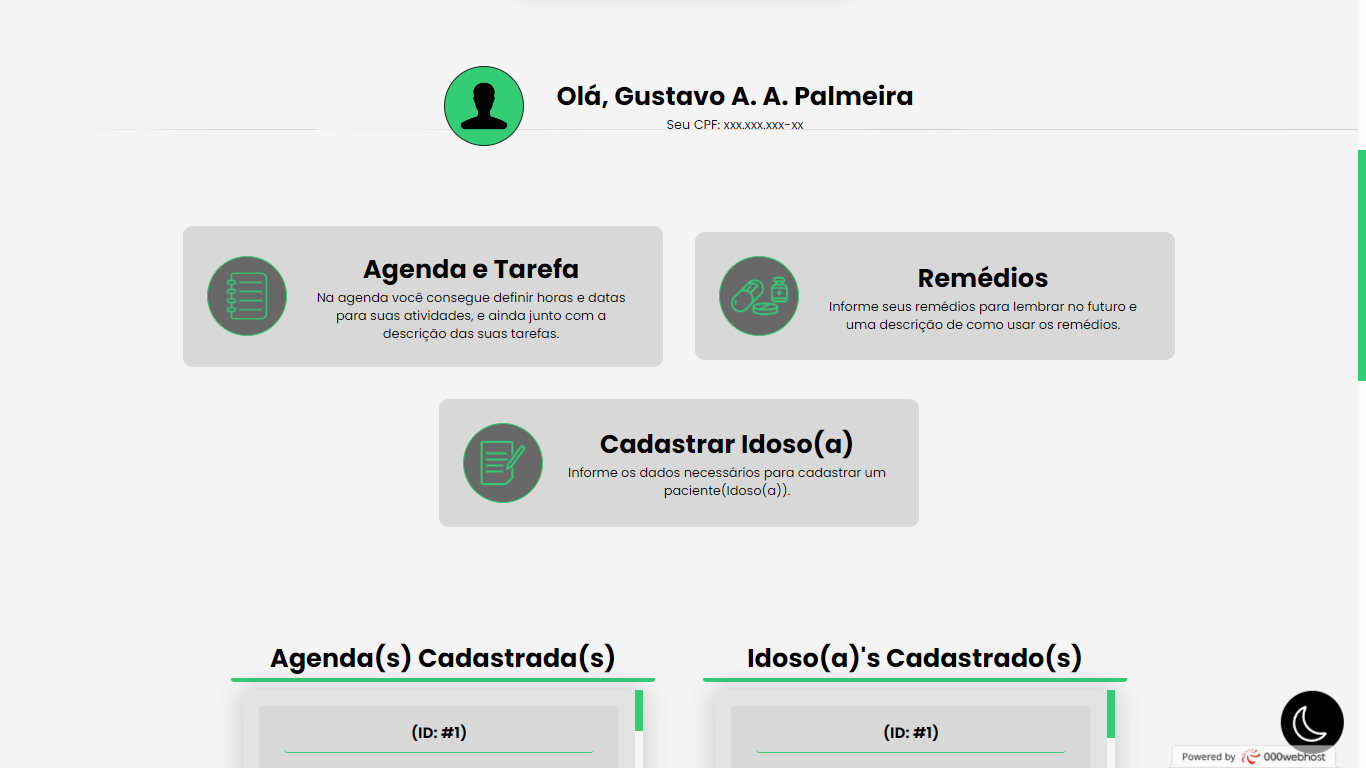 Olá, Gustavo A. A. Palmeira
Seu CPF: xxx.xxx.xxx-xx
Agenda e Tarefa
Na agenda você consegue definir horas e datas
para suas atividades, e ainda junto com a
descrição das suas tarefas.
Remédios
Informe seus remédios para lembrar no futuro e
uma descrição de como usar os remédios.
Cadastrar Idoso(a)
Informe os dados necessários para cadastrar um
paciente(Idoso(a)).
Agenda(s) Cadastrada(s)
(ID: #1)
Idoso(a)'s Cadastrado(s)
(ID: #1)
Powered by 000webhost